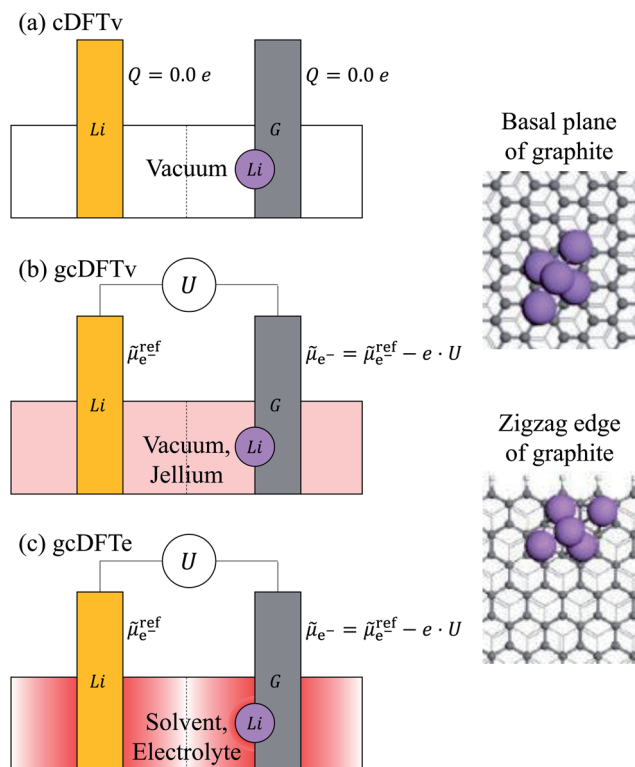 (a) cDFTv
Q = 0.0 e
Q = 0.0 e
Li
G
Vacuum
Li
(b) gcDFTv
U
μ̃ₑ₋ʳᵉᶠ
μ̃ₑ₋ = μ̃ₑ₋ʳᵉᶠ − e · U
Li
G
Vacuum,
Li
Jellium
(c) gcDFTe
U
μ̃ₑ₋ʳᵉᶠ
μ̃ₑ₋ = μ̃ₑ₋ʳᵉᶠ − e · U
Li
G
Solvent,
Li
Electrolyte
Basal plane
of graphite
Zigzag edge
of graphite